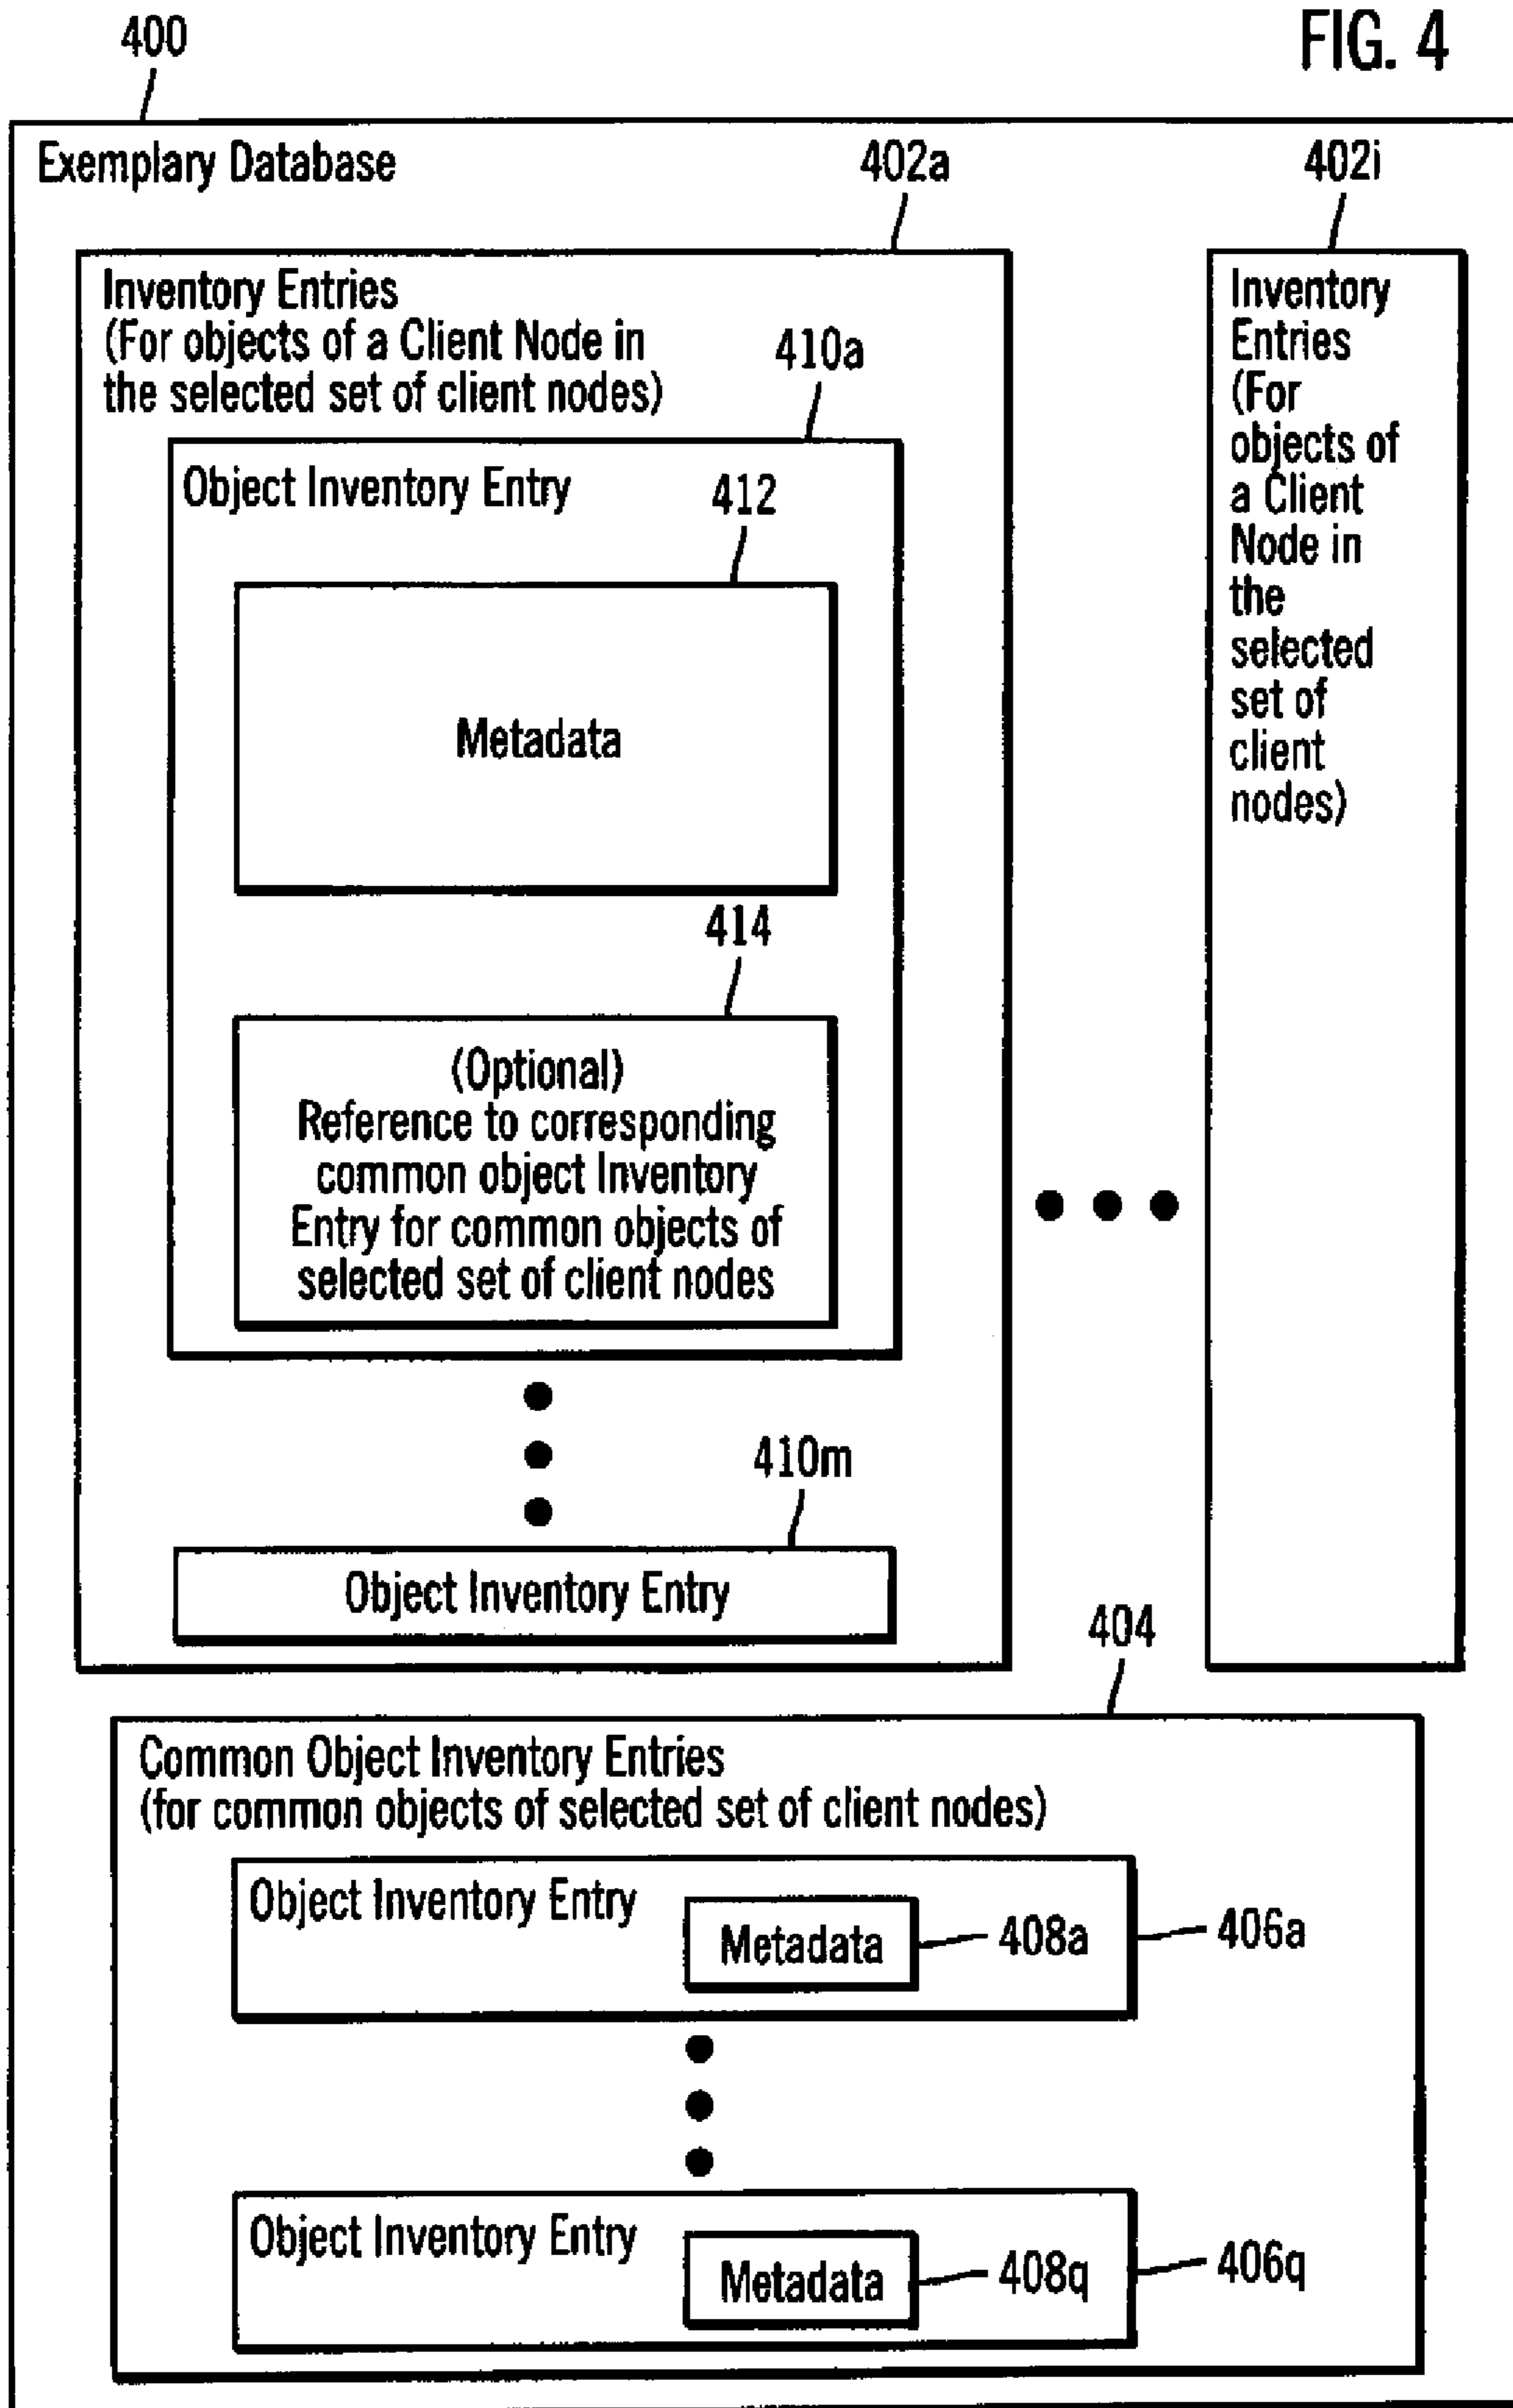 FIG. 4
400
Exemplary Database
402a
402i
Inventory Entries
(For objects of a Client Node in
the selected set of client nodes)
410a
Object Inventory Entry
412
Metadata
414
(Optional)
Reference to corresponding
common object Inventory
Entry for common objects of
selected set of client nodes
410m
Object Inventory Entry
Inventory
Entries
(For
objects of
a Client
Node in
the
selected
set of
client
nodes)
404
Common Object Inventory Entries
(for common objects of selected set of client nodes)
Object Inventory Entry
Metadata
408a
406a
Object Inventory Entry
Metadata
408q
406q